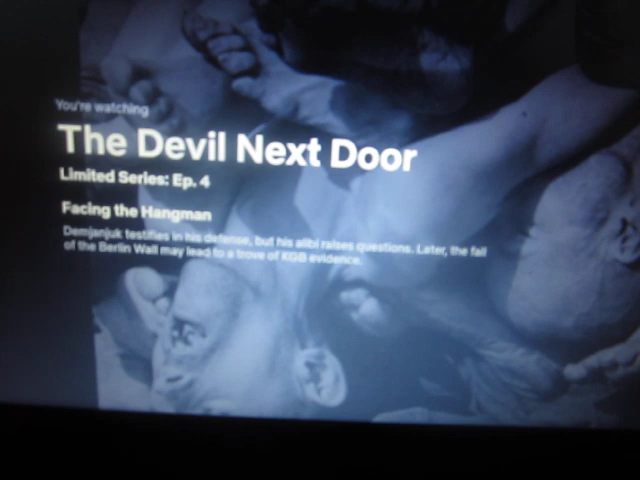 You're watching
The Devil Next Door
Limited Series: Ep. 4
Facing the Hangman
Demjanjuk testifies in his defense, but his alibi raises questions. Later, the fall
of the Berlin Wall may lead to a trove of KGB evidence.